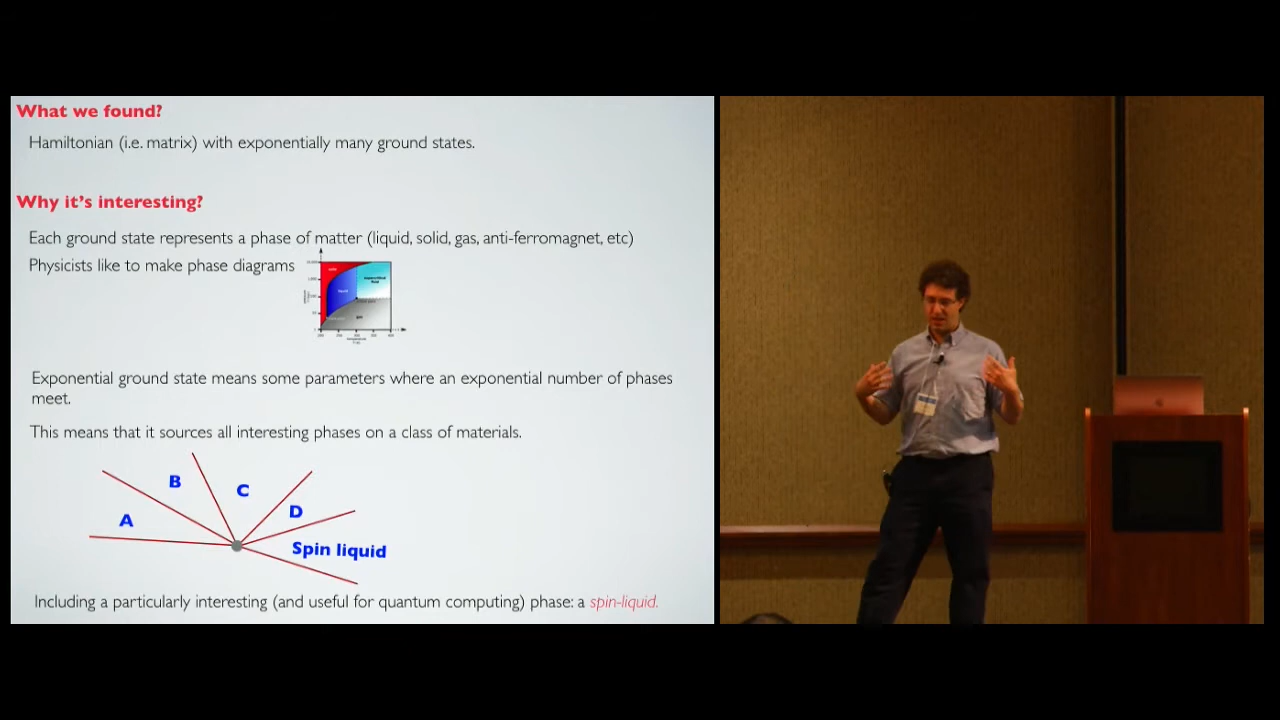 What we found?
Hamiltonian (i.e. matrix) with exponentially many ground states.
Why it's interesting?
Each ground state represents a phase of matter (liquid, solid, gas, anti-ferromagnet, etc)
Physicists like to make phase diagrams
Exponential ground state means some parameters where an exponential number of phases
meet.
This means that it sources all interesting phases on a class of materials.
B
C
A
D
Spin liquid
Including a particularly interesting (and useful for quantum computing) phase: a spin-liquid.